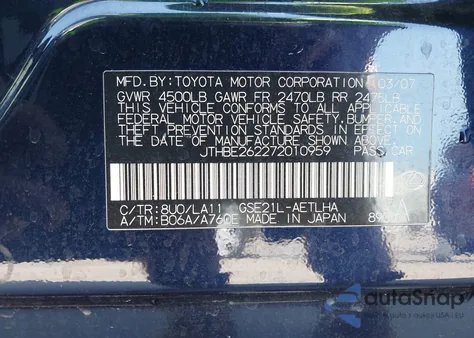 MFD. BY: TOYOTA MOTOR CORPORATION 03/07
GVWR 4500LB GAWR FR 2470LB RR 2475LB
THIS VEHICLE CONFORMS TO ALL APPLICABLE
FEDERAL MOTOR VEHICLE SAFETY, BUMPER, AND
THEFT PREVENTION STANDARDS IN EFFECT ON
THE DATE OF MANUFACTURE SHOWN ABOVE.
JTHBE262272010959 PASS. CAR
C/TR: 8U0/LA11 GSE21L-AETLHA
A/TM: B06A/A760E MADE IN JAPAN
autoSnap